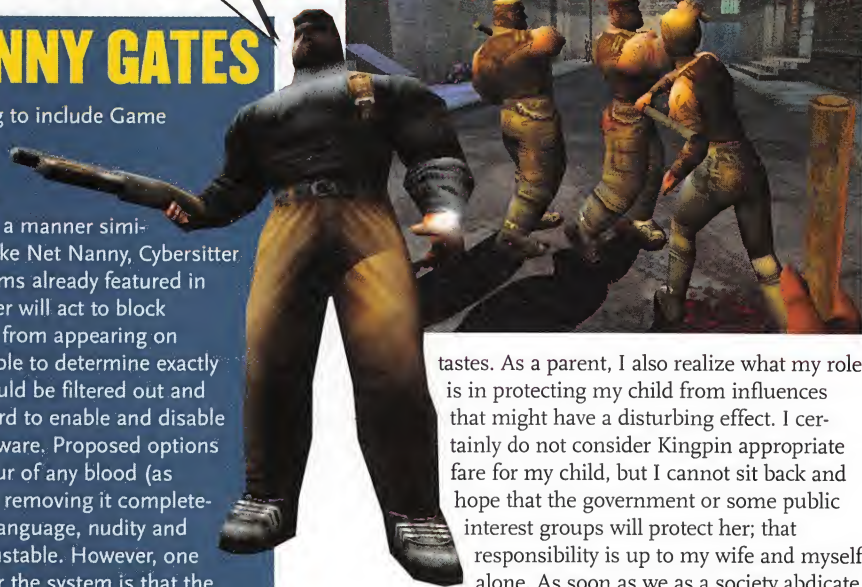 NNY GATES
g to include Game
a manner simi-
ke Net Nanny, Cybersitter
ms already featured in
er will act to block
from appearing on
ble to determine exactly
uld be filtered out and
rd to enable and disable
ware. Proposed options
ur of any blood (as
removing it complete-
anguage, nudity and
ustable. However, one
r the system is that the
tastes. As a parent, I also realize what my role
is in protecting my child from influences
that might have a disturbing effect. I cer-
tainly do not consider Kingpin appropriate
fare for my child, but I cannot sit back and
hope that the government or some public
interest groups will protect her; that
responsibility is up to my wife and myself
alone. As soon as we as a society abdicate